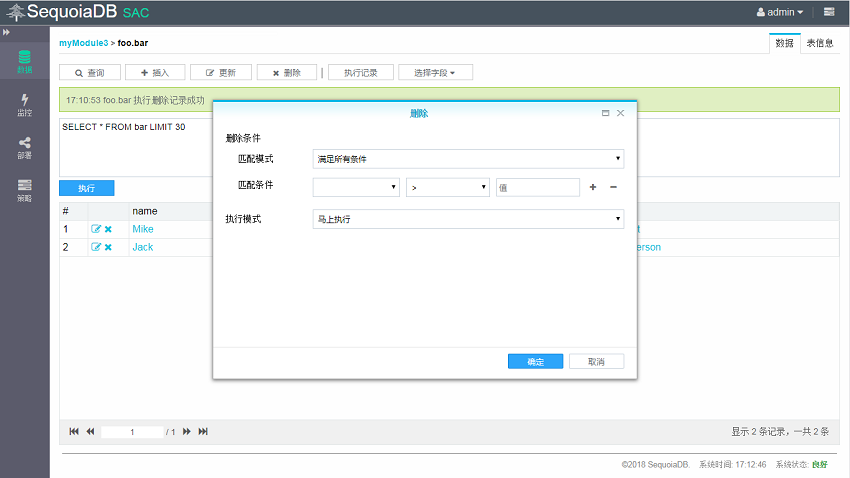 SequoiaDB SAC
admin
myModule3 > foo.bar
数据 表信息
查询 插入 更新 删除 执行记录 选择字段
17:10:53 foo.bar 执行删除记录成功
SELECT * FROM bar LIMIT 30
执行
数据
监控
部署
策略
删除
删除条件
匹配模式 满足所有条件
匹配条件 > 值
执行模式 马上执行
确定 取消
# name
1 Mike t
2 Jack erson
1 / 1
显示 2 条记录，一共 2 条
©2018 SequoiaDB. 系统时间: 17:12:46 系统状态: 良好